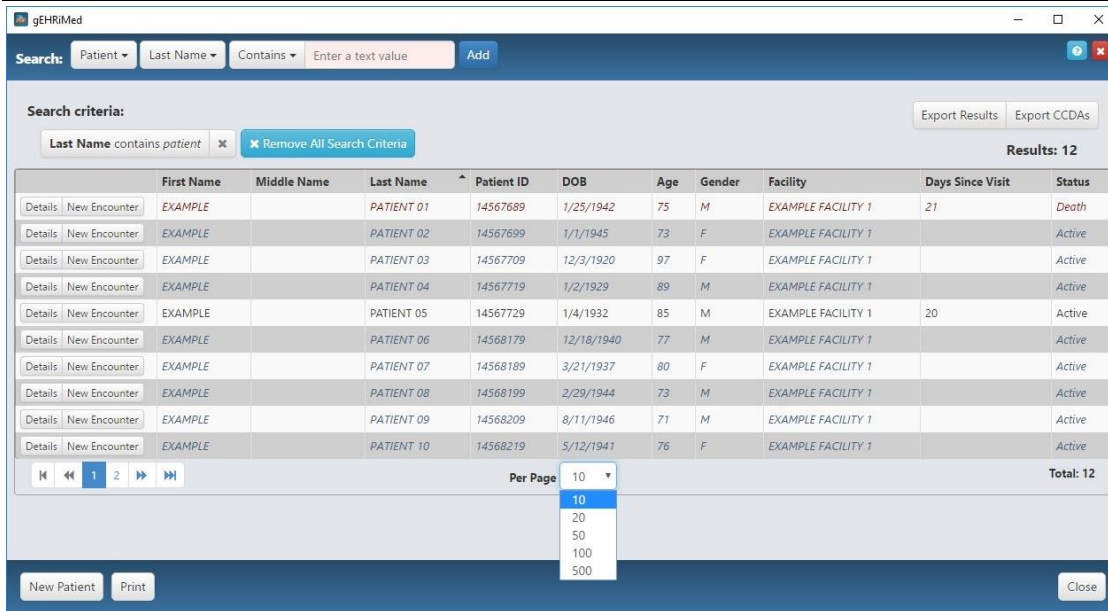 gEHRiMed
Search: Patient Last Name Contains Enter a text value Add
Search criteria:
Export Results Export CCDAs
Last Name contains patient Remove All Search Criteria
Results: 12
First Name Middle Name Last Name Patient ID DOB Age Gender Facility Days Since Visit Status
Details New Encounter EXAMPLE PATIENT 01 14567689 1/25/1942 75 M EXAMPLE FACILITY 1 21 Death
Details New Encounter EXAMPLE PATIENT 02 14567699 1/1/1945 73 F EXAMPLE FACILITY 1 Active
Details New Encounter EXAMPLE PATIENT 03 14567709 12/3/1920 97 F EXAMPLE FACILITY 1 Active
Details New Encounter EXAMPLE PATIENT 04 14567719 1/2/1929 89 M EXAMPLE FACILITY 1 Active
Details New Encounter EXAMPLE PATIENT 05 14567729 1/4/1932 85 M EXAMPLE FACILITY 1 20 Active
Details New Encounter EXAMPLE PATIENT 06 14568179 12/18/1940 77 M EXAMPLE FACILITY 1 Active
Details New Encounter EXAMPLE PATIENT 07 14568189 3/21/1937 80 F EXAMPLE FACILITY 1 Active
Details New Encounter EXAMPLE PATIENT 08 14568199 2/29/1944 73 M EXAMPLE FACILITY 1 Active
Details New Encounter EXAMPLE PATIENT 09 14568209 8/11/1946 71 M EXAMPLE FACILITY 1 Active
Details New Encounter EXAMPLE PATIENT 10 14568219 5/12/1941 76 F EXAMPLE FACILITY 1 Active
1 2 Per Page 10 Total: 12
10
20
50
100
500
New Patient Print Close